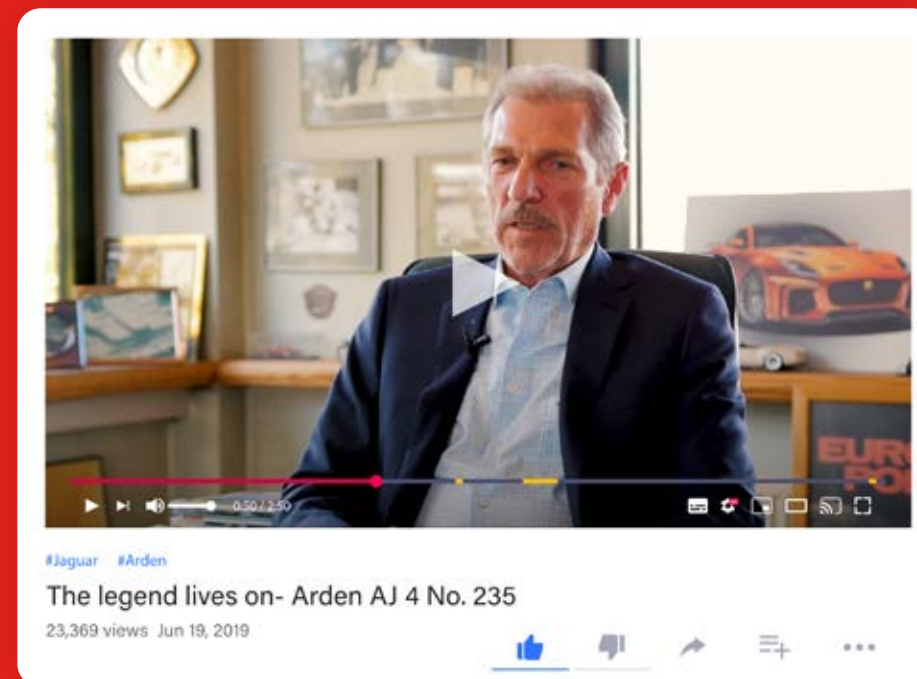 EURO
0:50 / 2:50
#Jaguar #Arden
The legend lives on- Arden AJ 4 No. 235
23,369 views Jun 19, 2019